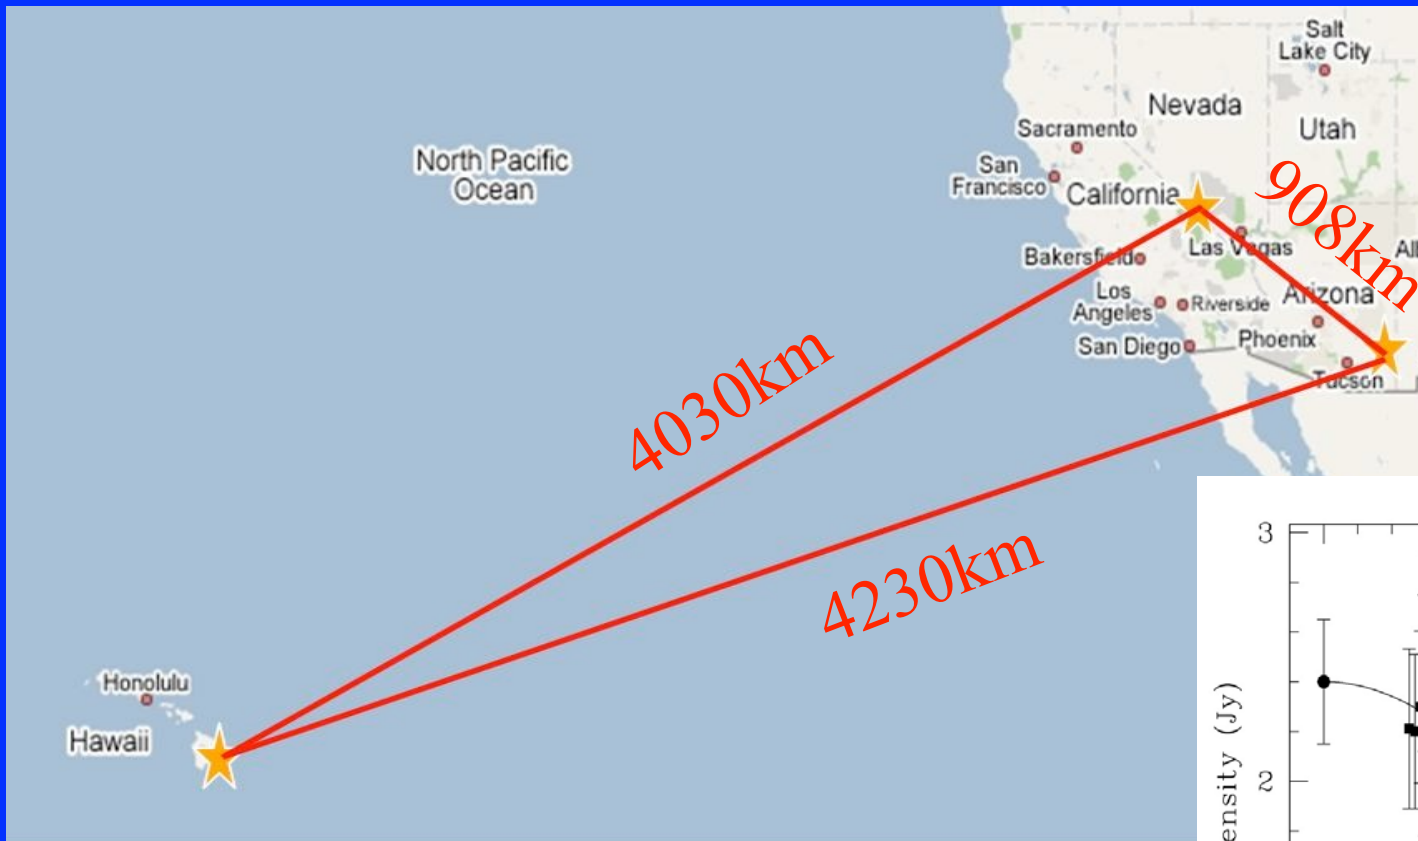 Salt
Lake City
Nevada
Utah
Sacramento
San
Francisco
California
North Pacific
Ocean
908km
Las Vegas
Bakersfield
Los
Angeles
Riverside
Arizona
San Diego
Phoenix
Tucson
4030km
4230km
Honolulu
Hawaii
3
2
(Jy)